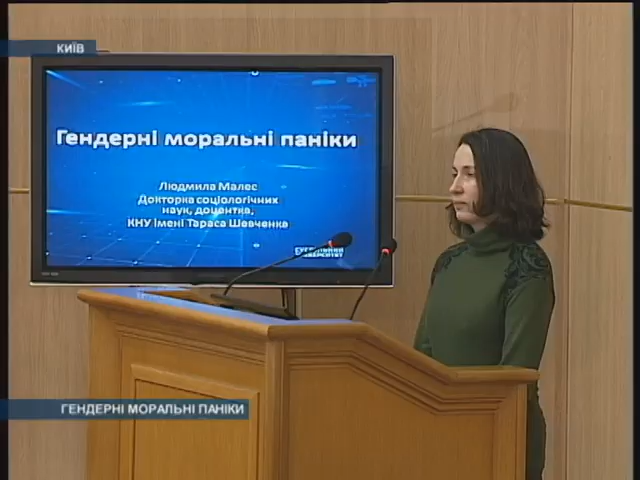 КИЇВ
Гендерні моральні паніки
Людмила Малес
Докторка соціологічних
наук, доцентка,
КНУ імені Тараса Шевченка
ГЕНДЕРНІ МОРАЛЬНІ ПАНІКИ